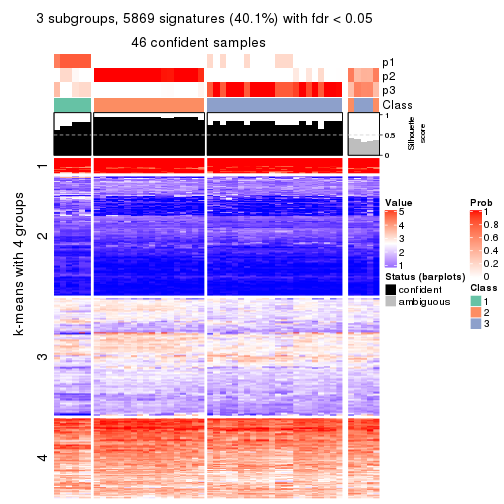 3 subgroups, 5869 signatures (40.1%) with fdr < 0.05
46 confident samples
p1
p2
p3
Class
1
0.5
0
Silhouette
score
k-means with 4 groups
1
2
3
4
Value
5
4
3
2
1
Status (barplots)
confident
ambiguous
Prob
1
0.8
0.6
0.4
0.2
0
Class
1
2
3